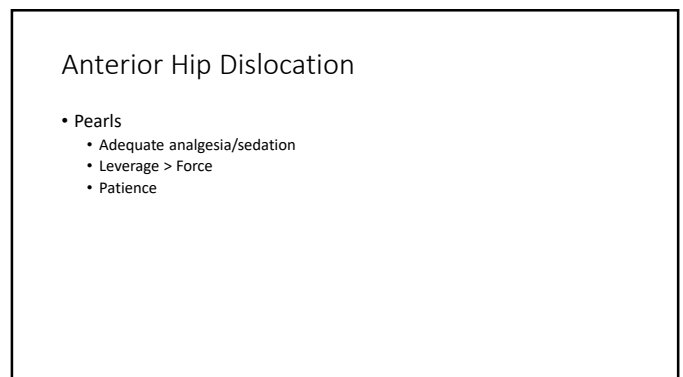 Anterior Hip Dislocation
• Pearls
• Adequate analgesia/sedation
• Leverage > Force
• Patience